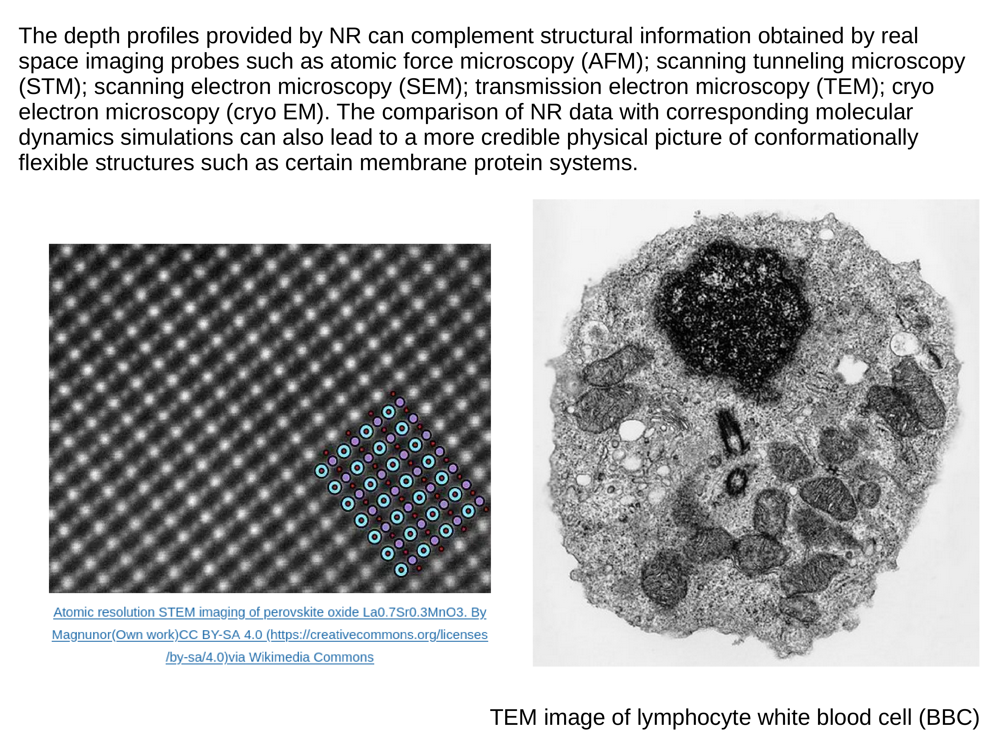 The depth profiles provided by NR can complement structural information obtained by real
space imaging probes such as atomic force microscopy (AFM); scanning tunneling microscopy
(STM); scanning electron microscopy (SEM); transmission electron microscopy (TEM); cryo
electron microscopy (cryo EM). The comparison of NR data with corresponding molecular
dynamics simulations can also lead to a more credible physical picture of conformationally
flexible structures such as certain membrane protein systems.
Atomic resolution STEM imaging of perovskite oxide La0.7Sr0.3MnO3. By
Magnunor(Own work)CC BY-SA 4.0 (https://creativecommons.org/licenses
/by-sa/4.0)via Wikimedia Commons
TEM image of lymphocyte white blood cell (BBC)